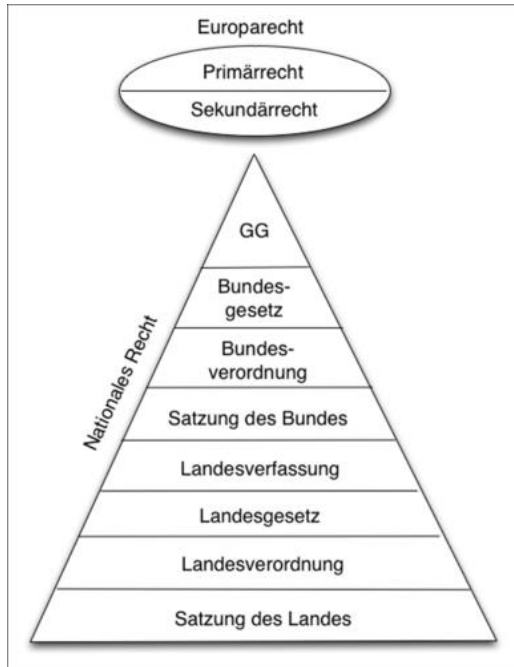 Europarecht
Primärrecht
Sekundärrecht
GG
Bundes-
gesetz
Bundes-
verordnung
Nationales Recht
Satzung des Bundes
Landesverfassung
Landesgesetz
Landesverordnung
Satzung des Landes